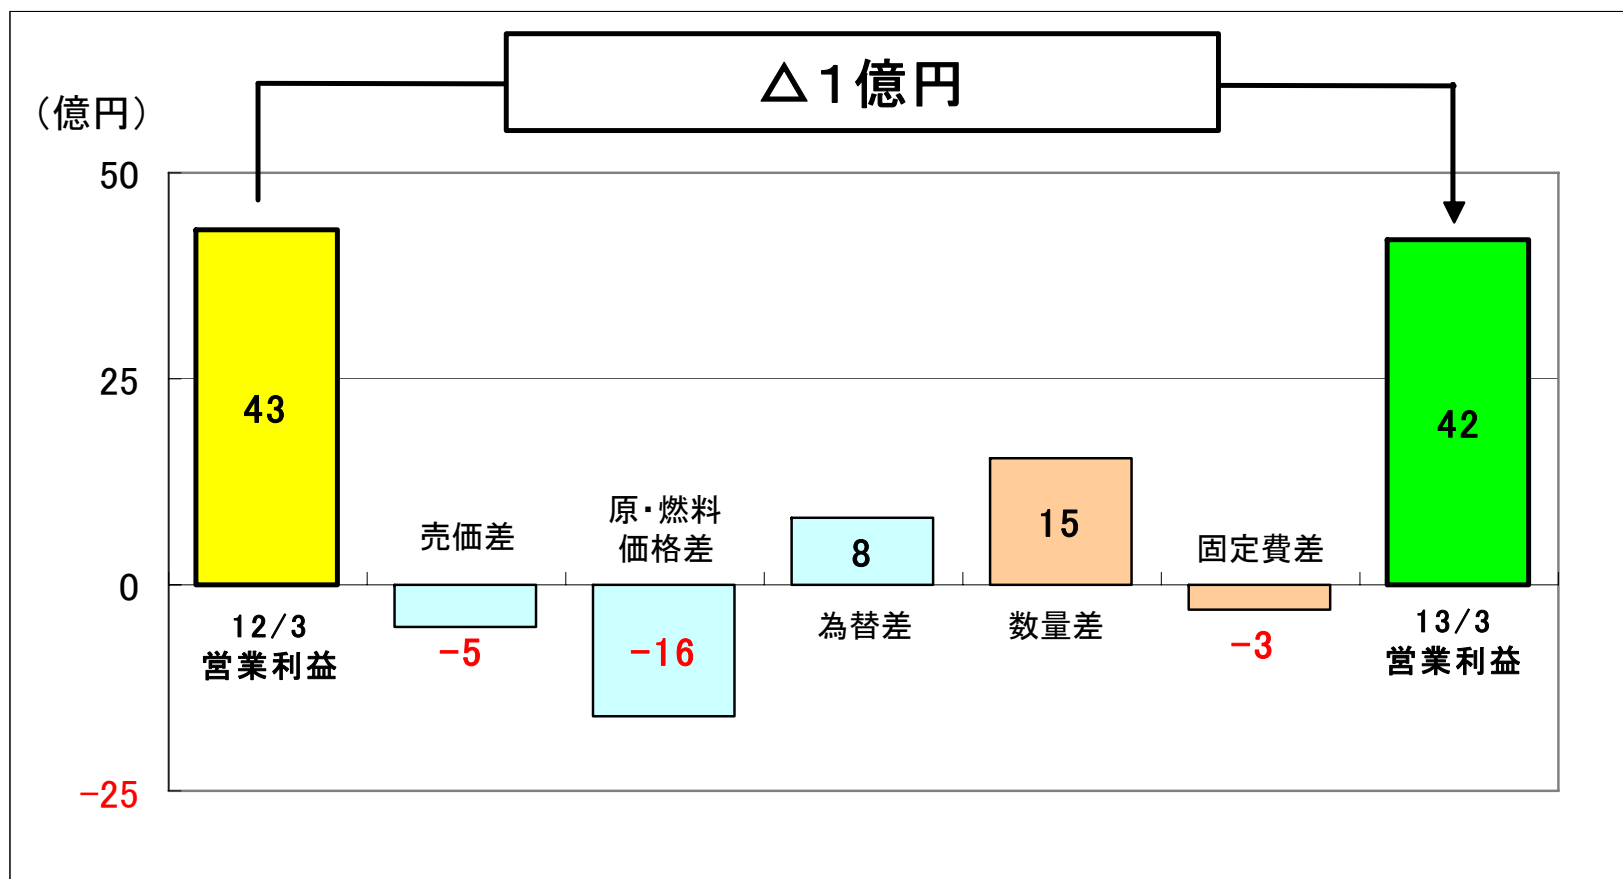 △1億円
（億円）
50
25
0
-25
43
12/3
営業利益
売価差
-5
原・燃料
価格差
-16
8
為替差
15
数量差
固定費差
-3
42
13/3
営業利益